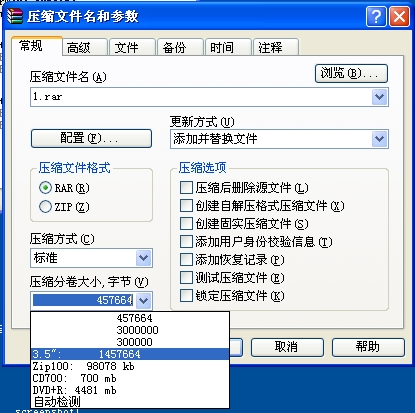 压缩文件名和参数
常规 高级 文件 备份 时间 注释
压缩文件名(A)
浏览(B)...
1.rar
更新方式(U)
配置(F)...
添加并替换文件
压缩文件格式
RAR(R)
ZIP(Z)
压缩方式(C)
标准
压缩分卷大小,字节(V)
457664
压缩选项
压缩后删除源文件(L)
创建自解压格式压缩文件(X)
创建固实压缩文件(S)
添加用户身份校验信息(T)
添加恢复记录(P)
测试压缩文件(E)
锁定压缩文件(K)
457664
3000000
300000
3.5": 1457664
Zip100: 98078 kb
CD700: 700 mb
DVD+R: 4481 mb
自动检测
取消
帮助